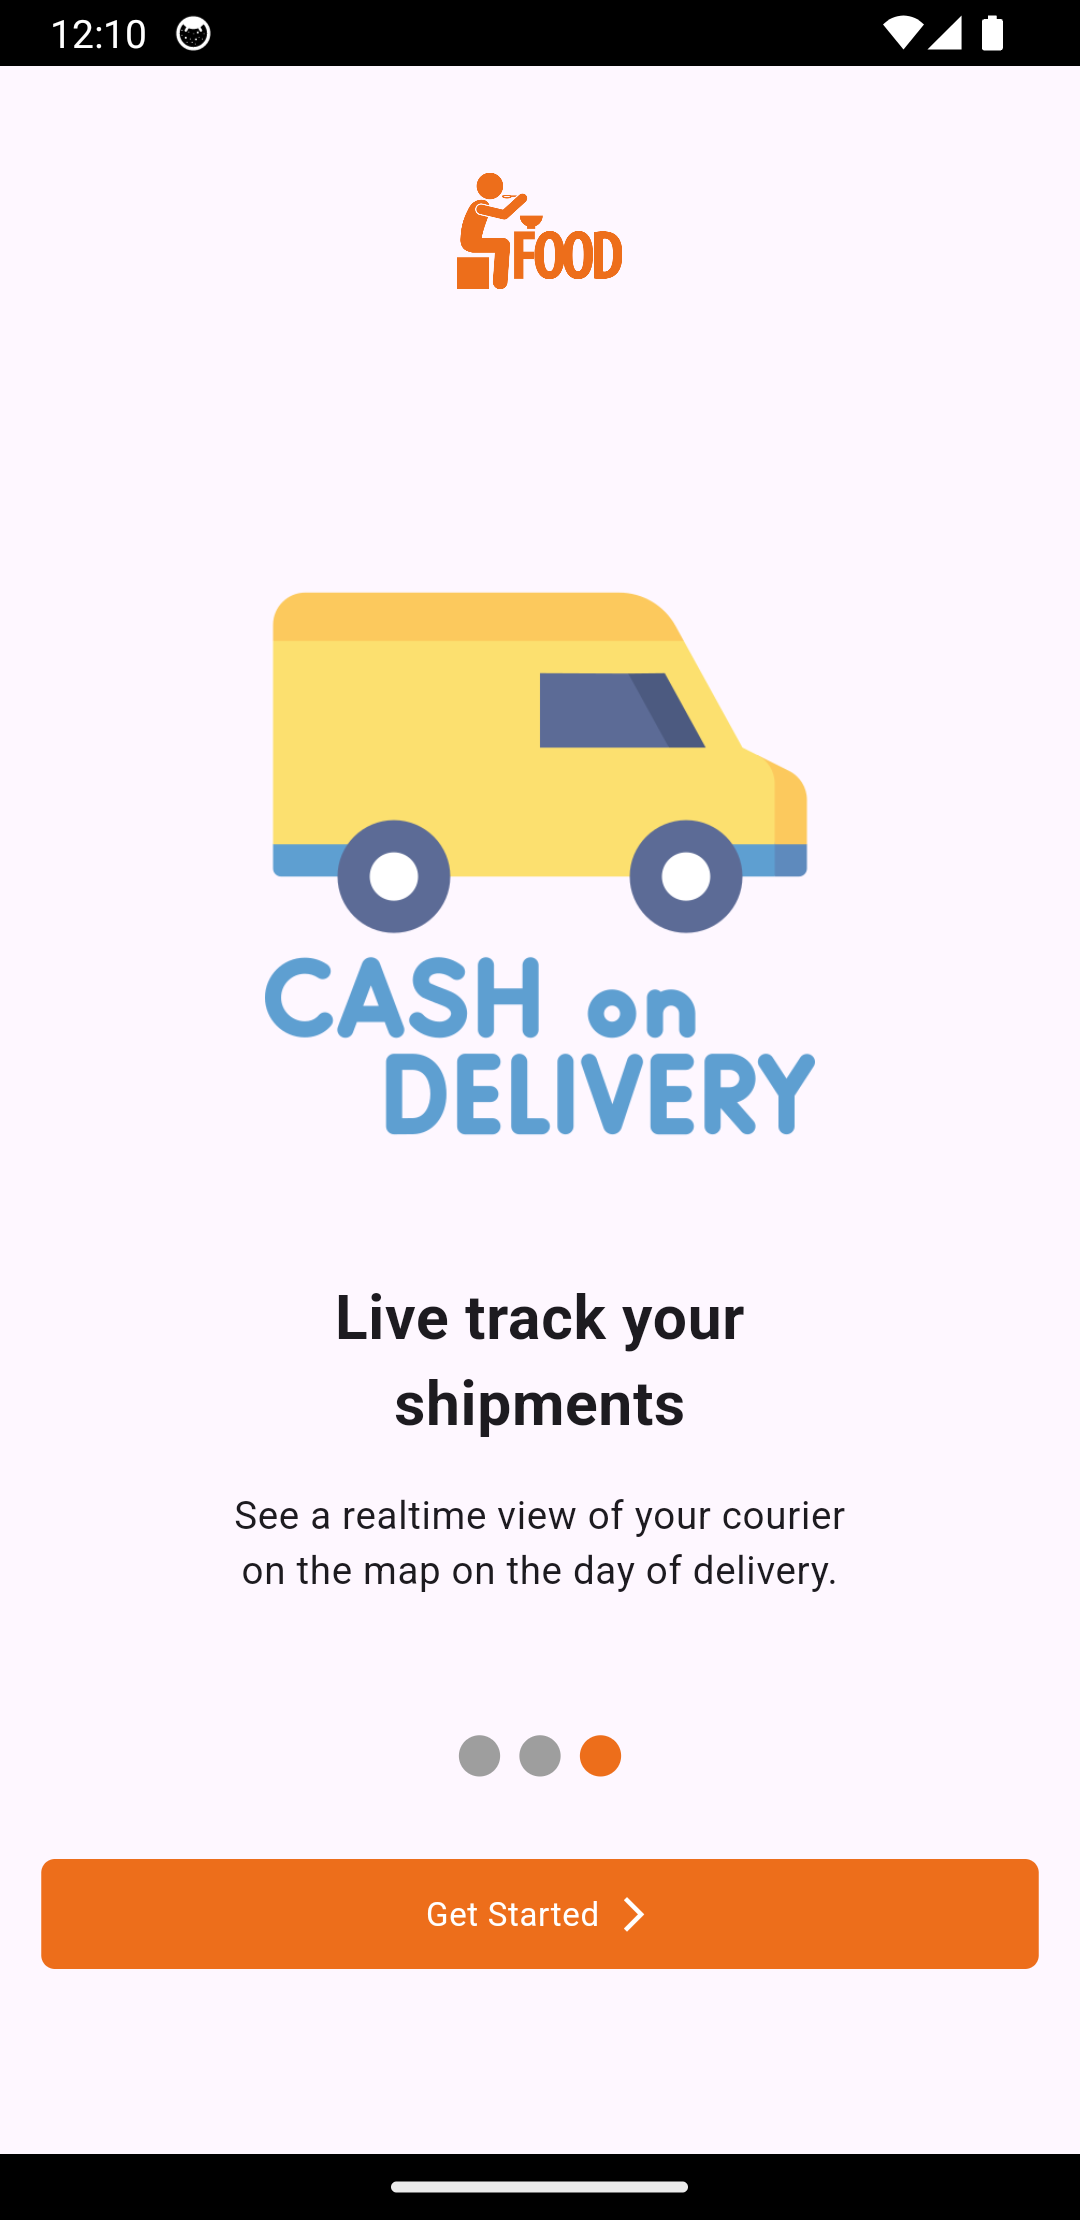 12:10
FOOD
CASH on
DELIVERY
Live track your
shipments
See a realtime view of your courier
on the map on the day of delivery.
Get Started